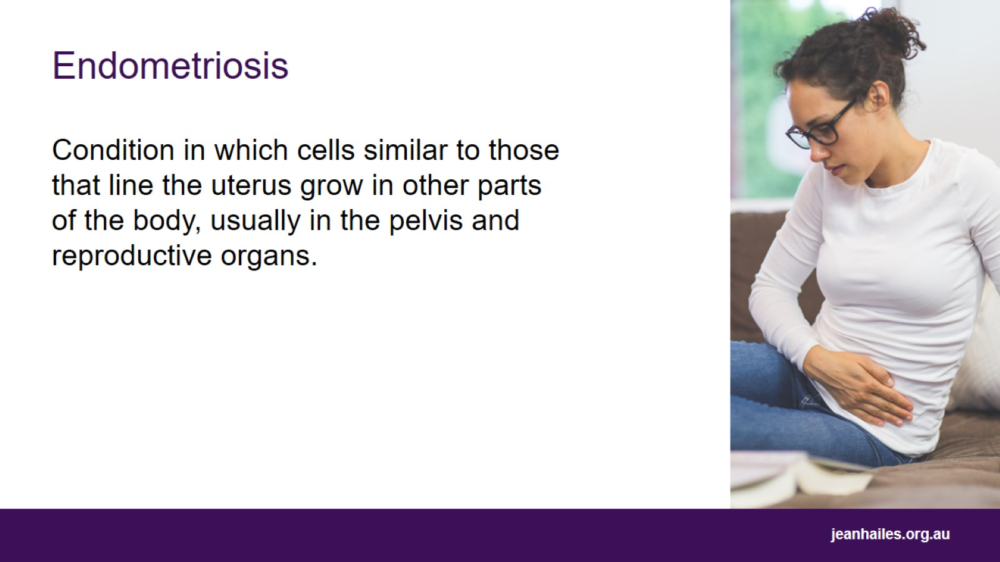 Endometriosis
Condition in which cells similar to those
that line the uterus grow in other parts
of the body, usually in the pelvis and
reproductive organs.
jeanhailes.org.au